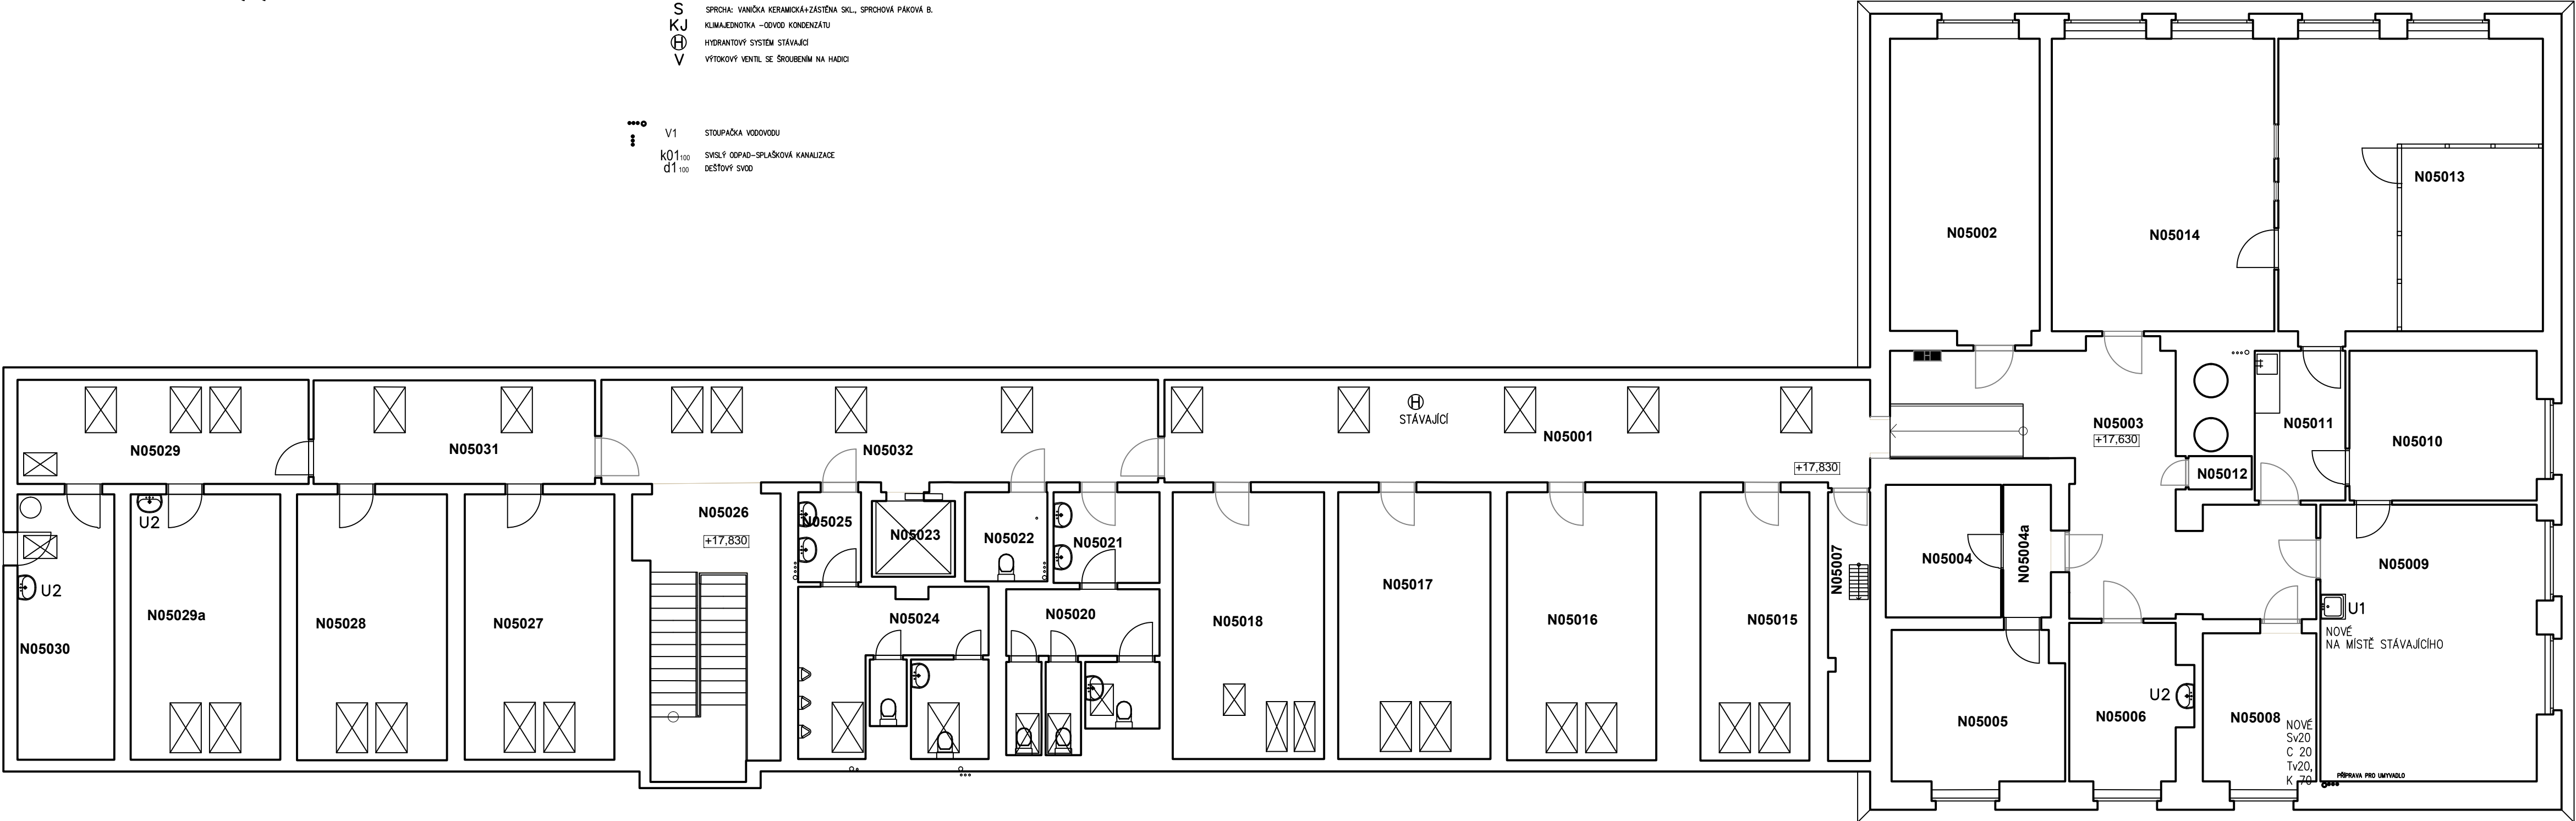 S SPRCHA: VANIČKA KERAMICKÁ+ZÁSTĚNA SKL., SPRCHOVÁ PÁKOVÁ B.
KJ KLIMAJEDNOTKA -ODVOD KONDENZÁTU
H HYDRANTOVÝ SYSTÉM STÁVAJÍCÍ
V VÝTOKOVÝ VENTIL SE ŠROUBENÍM NA HADICI
V1 STOUPAČKA VODOVODU
k01100 SVISLÝ ODPAD-SPLAŠKOVÁ KANALIZACE
d1100 DEŠŤOVÝ SVOD
N05013
N05002
N05014
H
STÁVAJÍCÍ
N05029
N05031
N05032
N05001
+17,830
N05003
+17,630
N05011
N05010
N05012
U2
N05026
+17,830
N05025
N05023
N05022
N05021
N05007
N05004
N05004a
N05009
U2
N05030
N05029a
N05028
N05027
N05024
N05020
N05018
N05017
N05016
N05015
U1
NOVÉ
NA MÍSTĚ STÁVAJÍCÍHO
N05005
N05006
U2
N05008
NOVÉ
Sv20
C 20
Tv20,
K 70
PŘÍPRAVA PRO UMYVADLO